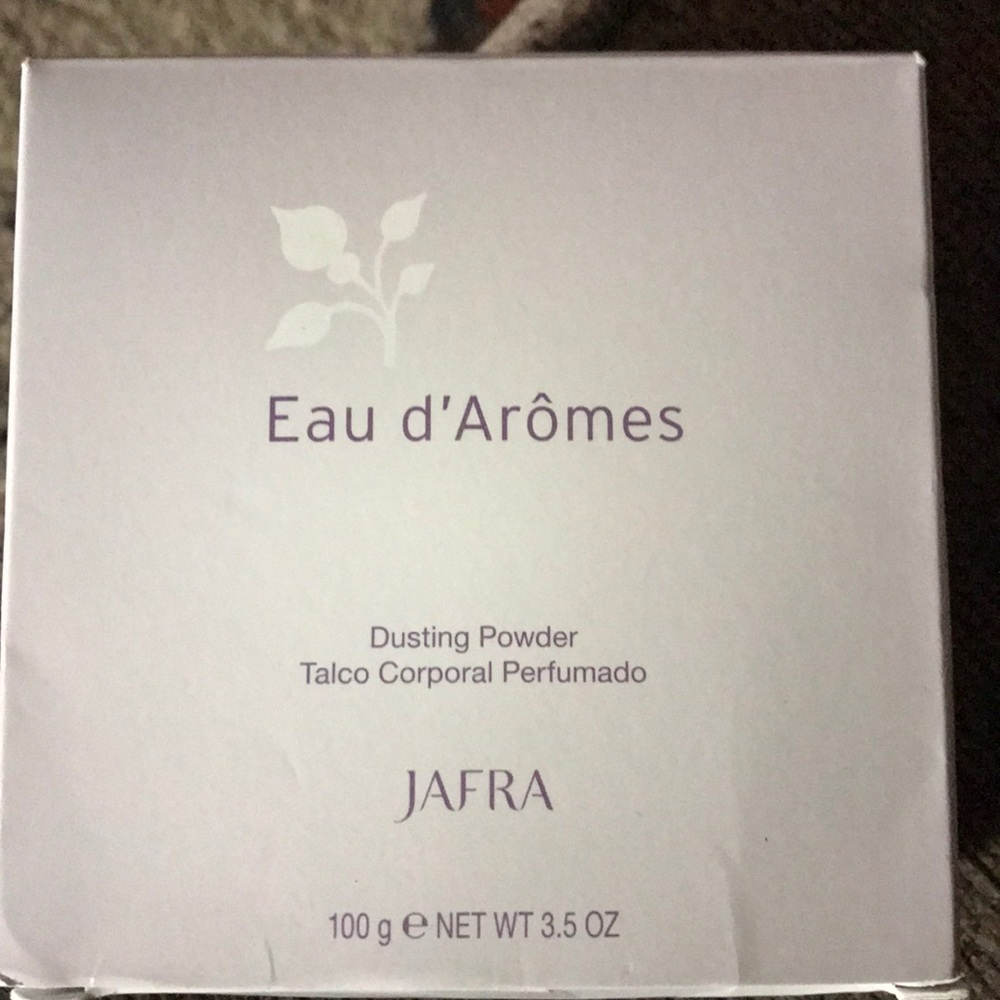 Eau d'Arômes
Dusting Powder
Talco Corporal Perfumado
JAFRA
100 g ℮ NET WT 3.5 OZ